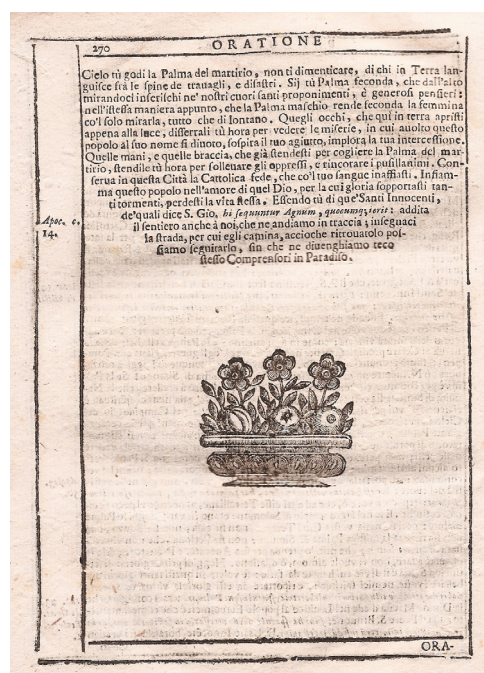 270
ORATIONE
Cielo tù godi la Palma del martirio, non ti dimenticare, di chi in Terra lan-
guisce frà le spine de trauagli, e disastri. Sij tù Palma feconda, che dall'alto
mirandoci inserischi ne' nostri cuori santi proponimenti, è generosi pensieri:
nell'istessa maniera appunto, che la Palma maschio rende feconda la femmina
co'l solo mirarla, tutto che di lontano. Quegli occhi, che quì in terra apristi
appena alla luce, disserrali tù hora per vedere le miserie, in cui auuolto questo
popolo al suo nome sì diuoto, sospira il tuo agiutto, implora la tua intercessione.
Quelle mani, e quelle braccia, che già stendesti per cogliere la Palma del mar-
tirio, stendile tù hora per solleuare gli oppressi, e rincorare i pusillanimi. Con-
serua in questa Città la Cattolica fede, che co'l tuo sangue inaffiasti. Infiam-
ma questo popolo nell'amore di quel Dio, per la cui gloria sopportasti tan-
ti tormenti, perdesti la vita stessa. Essendo tù di que' Santi Innocenti,
de'quali dice S. Gio, hi sequuntur Agnum, quocumq; ierit: addita
Apoc. c.
il sentiero anche à noi, che ne andiamo in traccia; insegnaci
14.
la strada, per cui egli camina, accioche ritrouatolo pos-
siamo segnitarlo, sin che ne diuenghiamo teco
stesso Comprensori in Paradiso.
ORA-